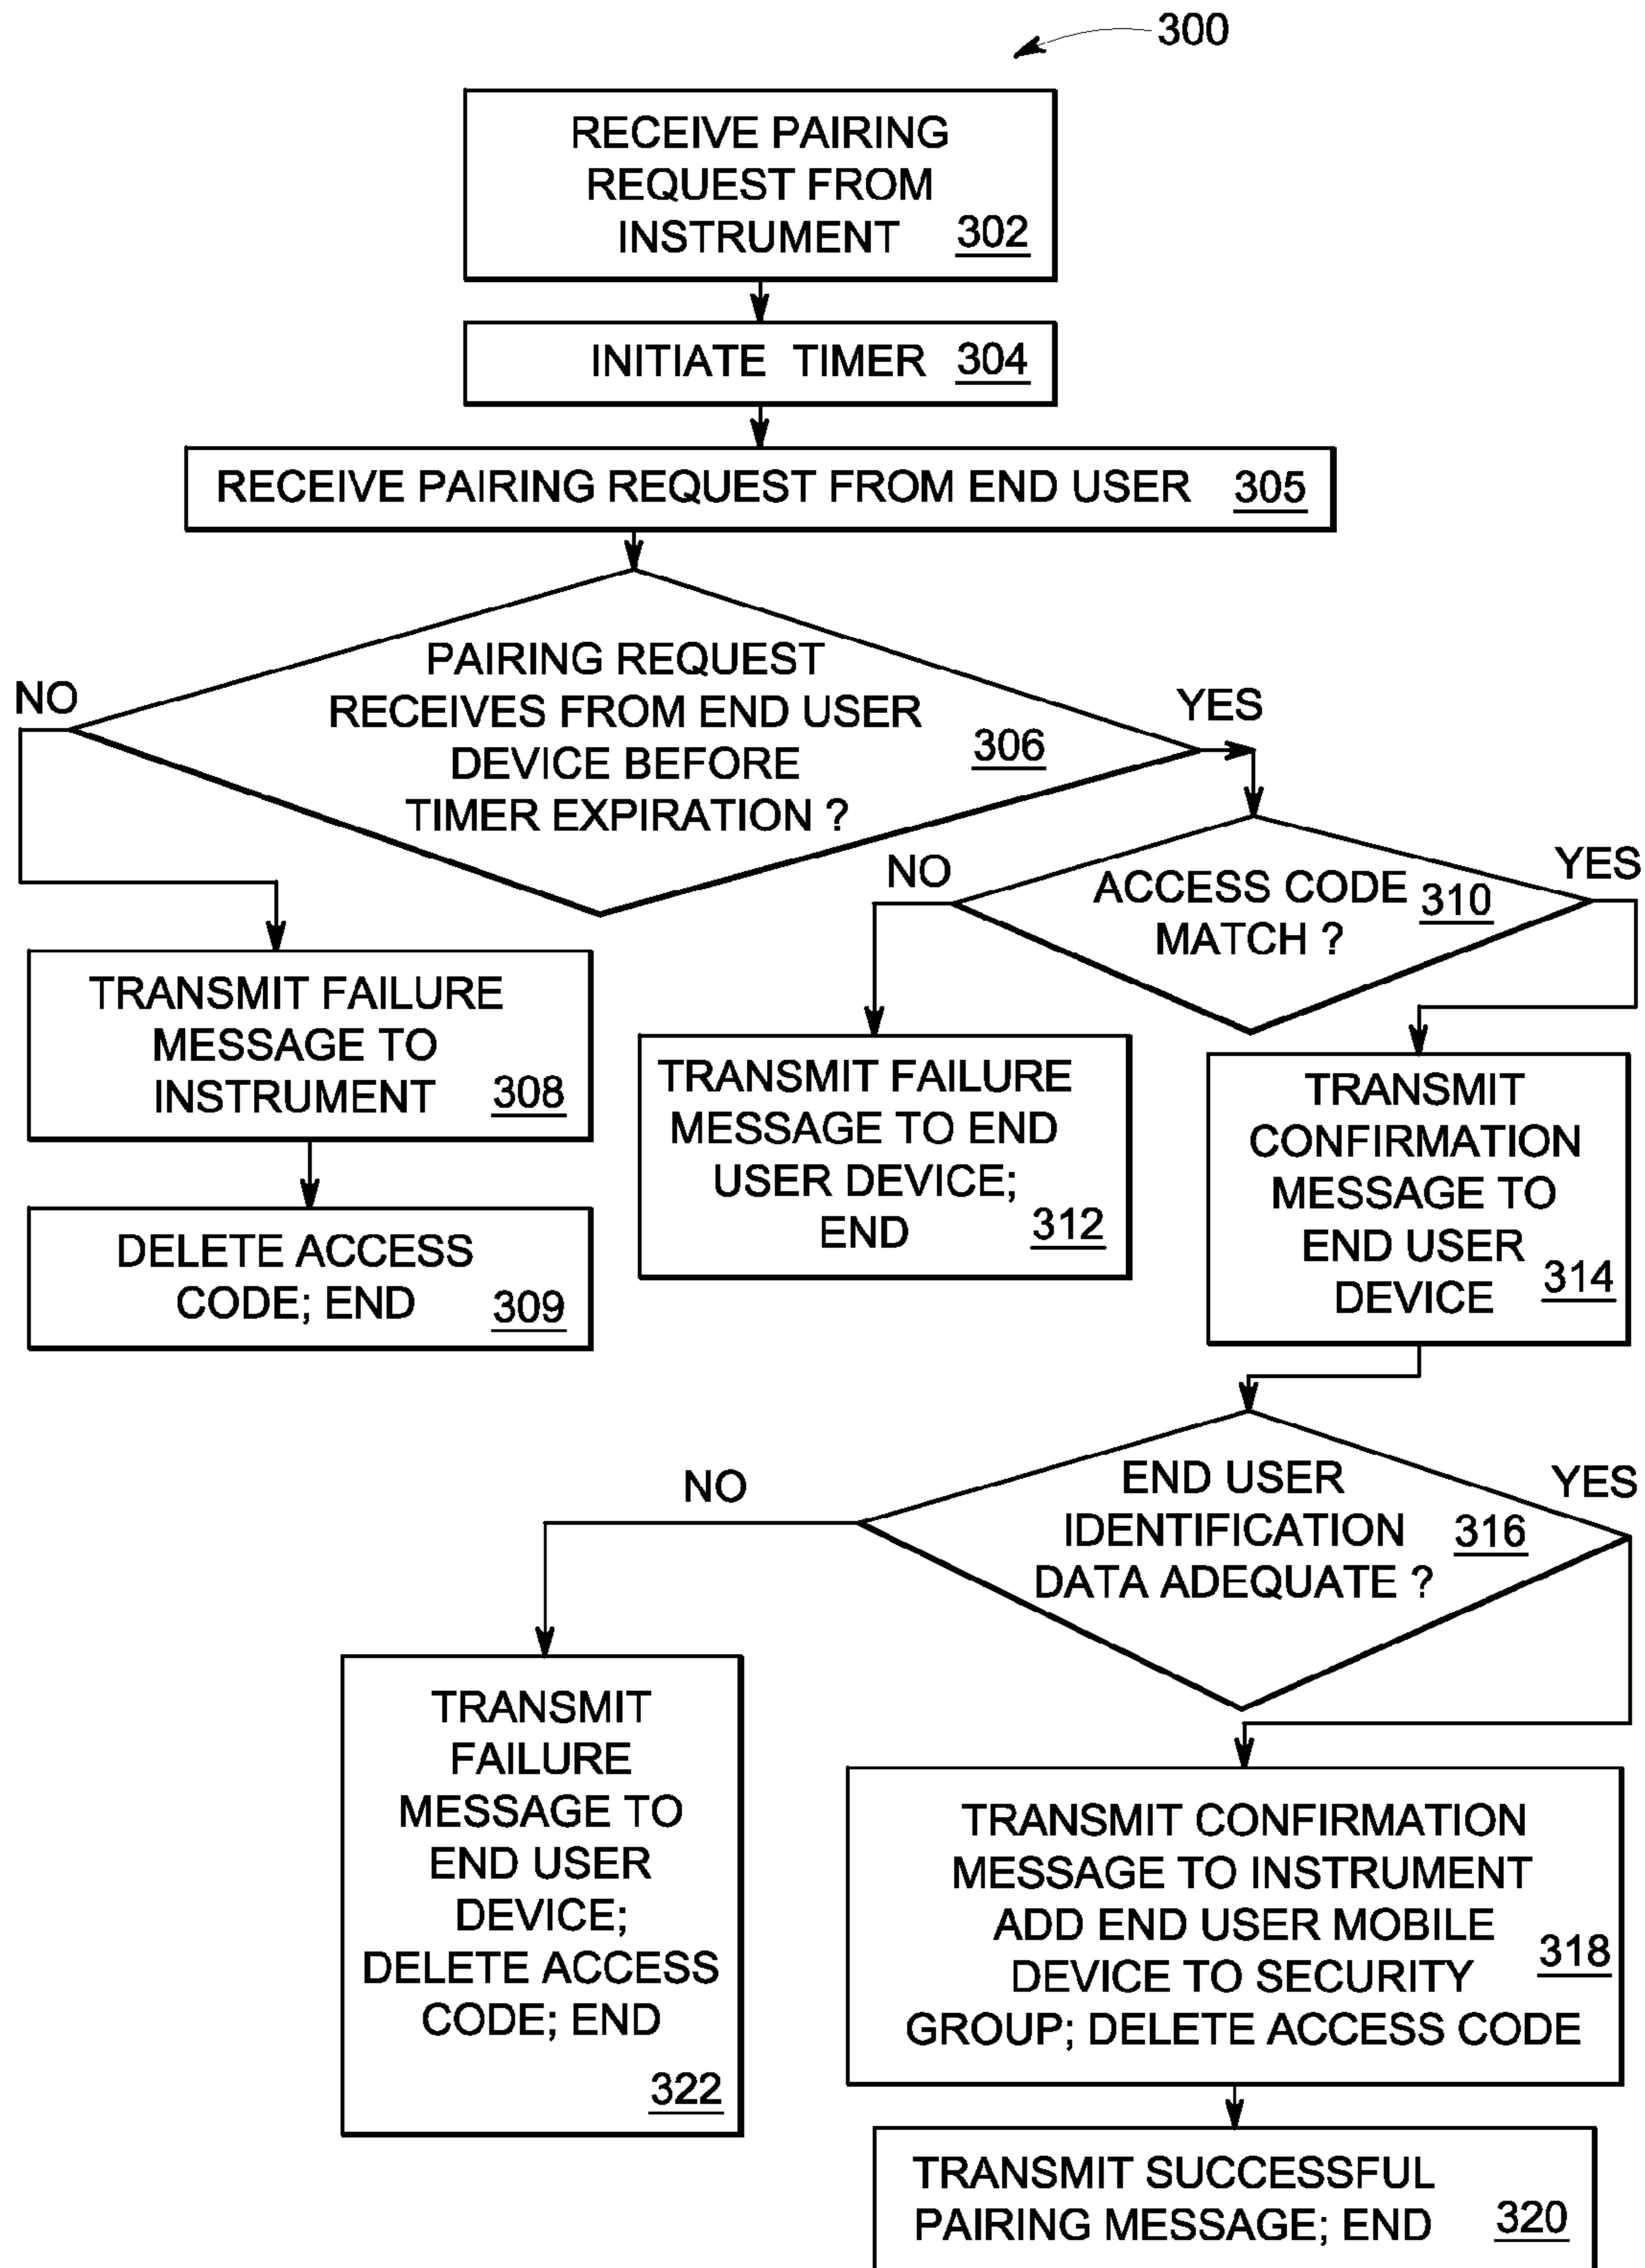 300
RECEIVE PAIRING
REQUEST FROM
INSTRUMENT 302
INITIATE TIMER 304
RECEIVE PAIRING REQUEST FROM END USER 305
PAIRING REQUEST
RECEIVES FROM END USER
DEVICE BEFORE
TIMER EXPIRATION ?
306
NO
YES
TRANSMIT FAILURE
MESSAGE TO
INSTRUMENT 308
DELETE ACCESS
CODE; END 309
ACCESS CODE
MATCH ?
310
NO
YES
TRANSMIT FAILURE
MESSAGE TO END
USER DEVICE;
END 312
TRANSMIT
CONFIRMATION
MESSAGE TO
END USER
DEVICE 314
END USER
IDENTIFICATION
DATA ADEQUATE ?
316
NO
YES
TRANSMIT
FAILURE
MESSAGE TO
END USER
DEVICE;
DELETE ACCESS
CODE; END
322
TRANSMIT CONFIRMATION
MESSAGE TO INSTRUMENT
ADD END USER MOBILE
DEVICE TO SECURITY
GROUP; DELETE ACCESS CODE
318
TRANSMIT SUCCESSFUL
PAIRING MESSAGE; END 320